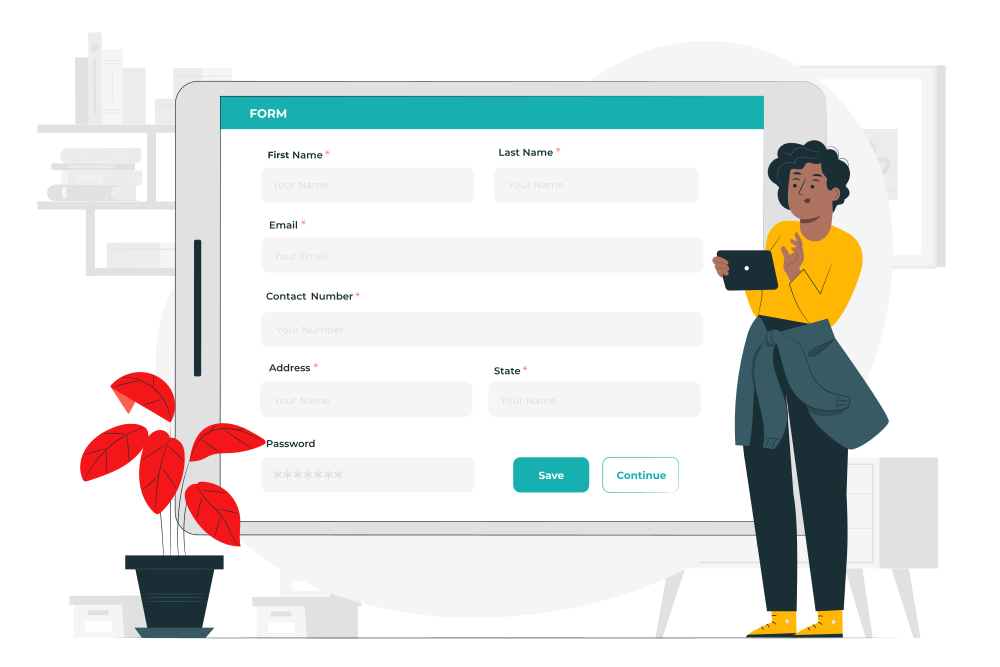 FORM
First Name *
Last Name *
Your Name
Your Name
Email *
Your Email
Contact Number *
Your Number
Address *
State *
Your Name
Your Name
Password
*******
Save
Continue